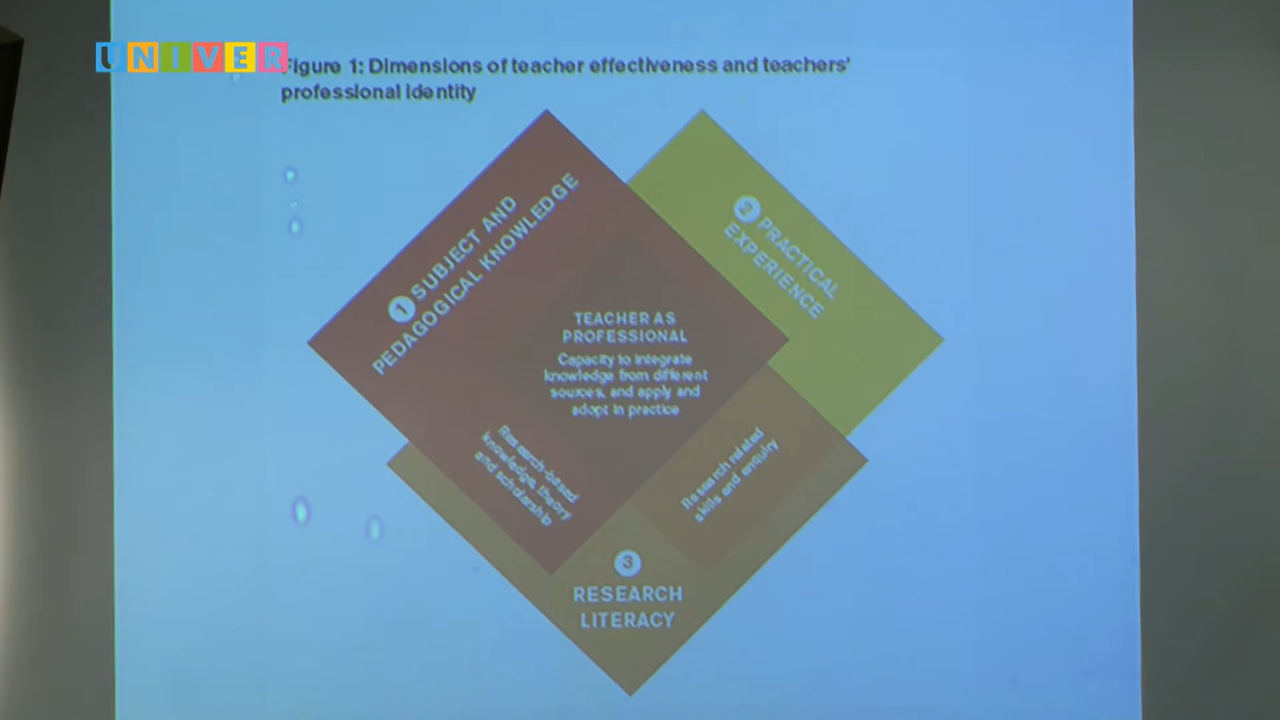 UNIVER
Figure 1: Dimensions of teacher effectiveness and teachers'
professional identity
1 SUBJECT AND
PEDAGOGICAL KNOWLEDGE
2 PRACTICAL
EXPERIENCE
TEACHER AS
PROFESSIONAL
Capacity to integrate
knowledge from different
sources, and apply and
adopt in practice
Research-based
knowledge, theory
and scholarship
Research related
skills and enquiry
3
RESEARCH
LITERACY